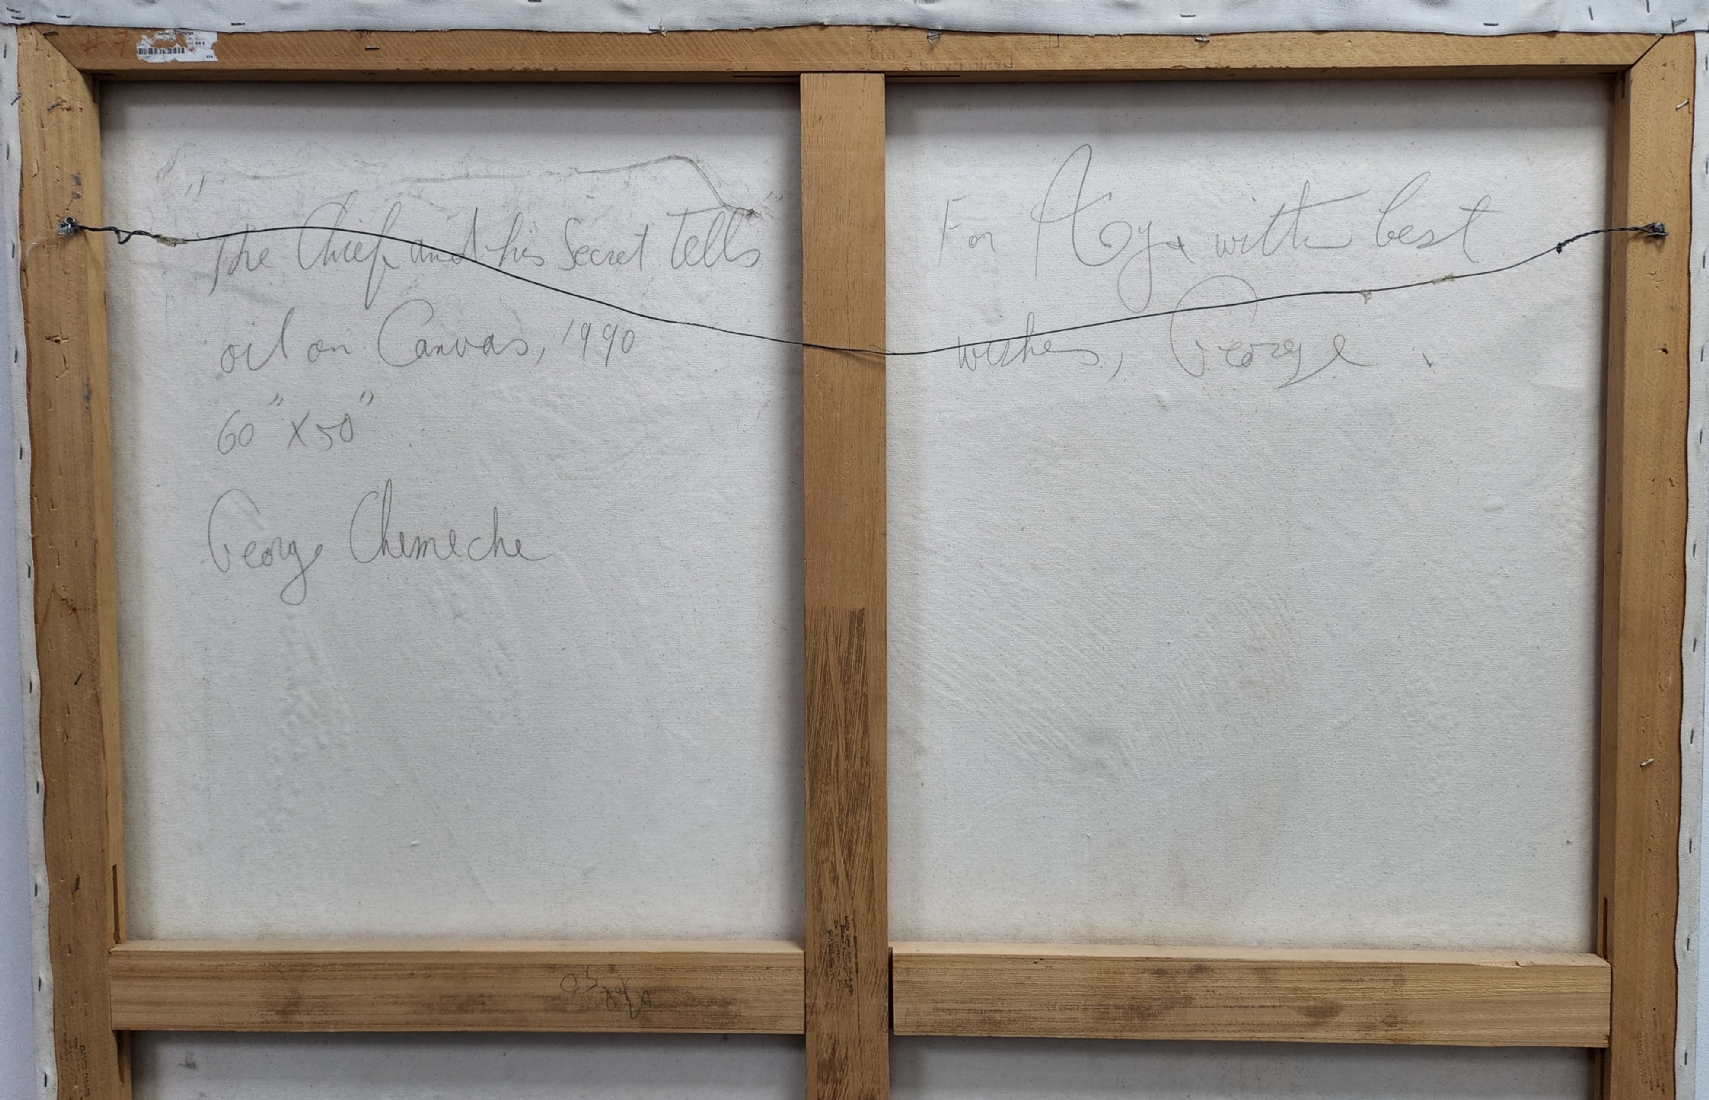 "The Chief and his Secret tells"
oil on Canvas, 1990
60" x 50"
George Chemeche
For with best
wishes, George.